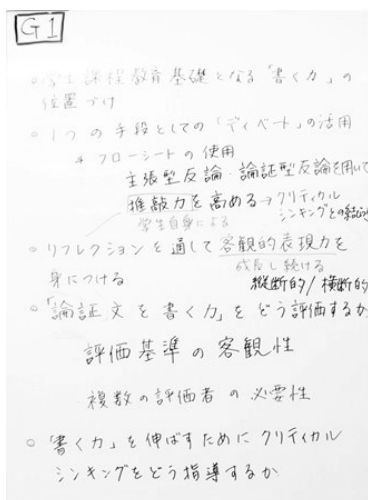 G1
○学士課程教育基礎となる「書く力」の
位置づけ
○1つの手段としての「ディベート」の活用
* フローシートの使用
主張型反論・論証型反論を用いて
推敲力を高める→クリティカル
学生自身による シンキングとの
○リフレクションを通して客観的表現力を
成長し続ける
身につける 縦断的/横断的
○「論証文を書く力」をどう評価するか
評価基準の客観性
・複数の評価者の必要性
○「書く力」を伸ばすためにクリティカル
シンキングをどう指導するか